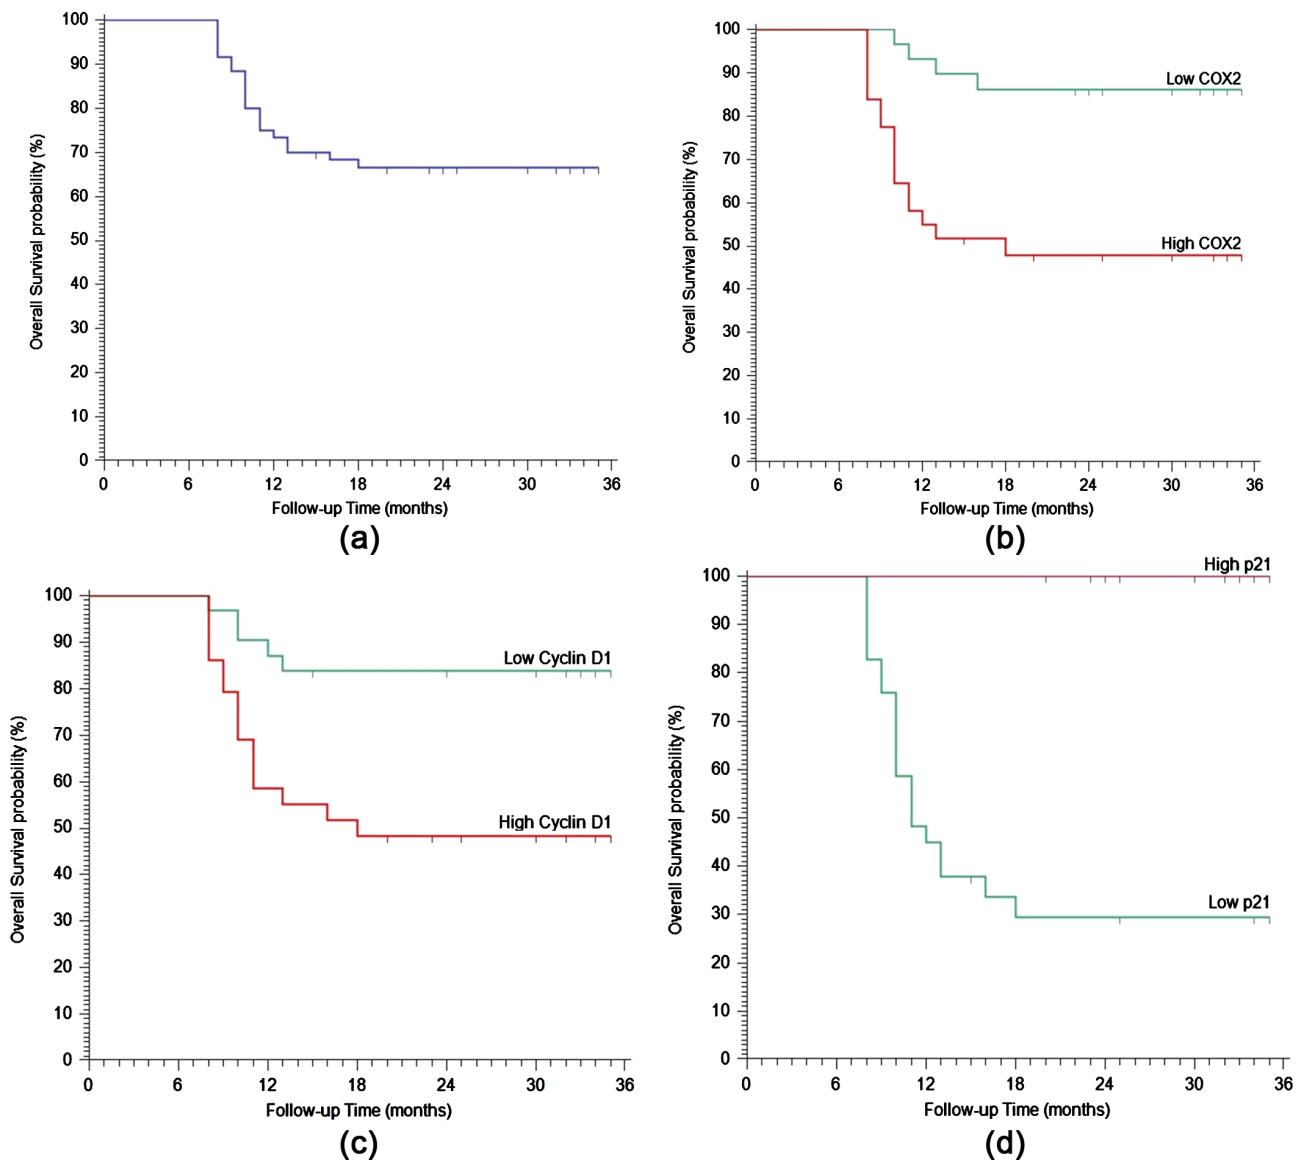 100
90
80
70
60
50
40
30
20
10
0
Overall Survival probability (%)
0 6 12 18 24 30 36
Follow-up Time (months)
(a)
100
90
80
70
60
50
40
30
20
10
0
Overall Survival probability (%)
Low COX2
High COX2
0 6 12 18 24 30 36
Follow-up Time (months)
(b)
100
90
80
70
60
50
40
30
20
10
0
Overall Survival probability (%)
Low Cyclin D1
High Cyclin D1
0 6 12 18 24 30 36
Follow-up Time (months)
(c)
High p21
100
90
80
70
60
50
40
30
20
10
0
Overall Survival probability (%)
Low p21
0 6 12 18 24 30 36
Follow-up Time (months)
(d)